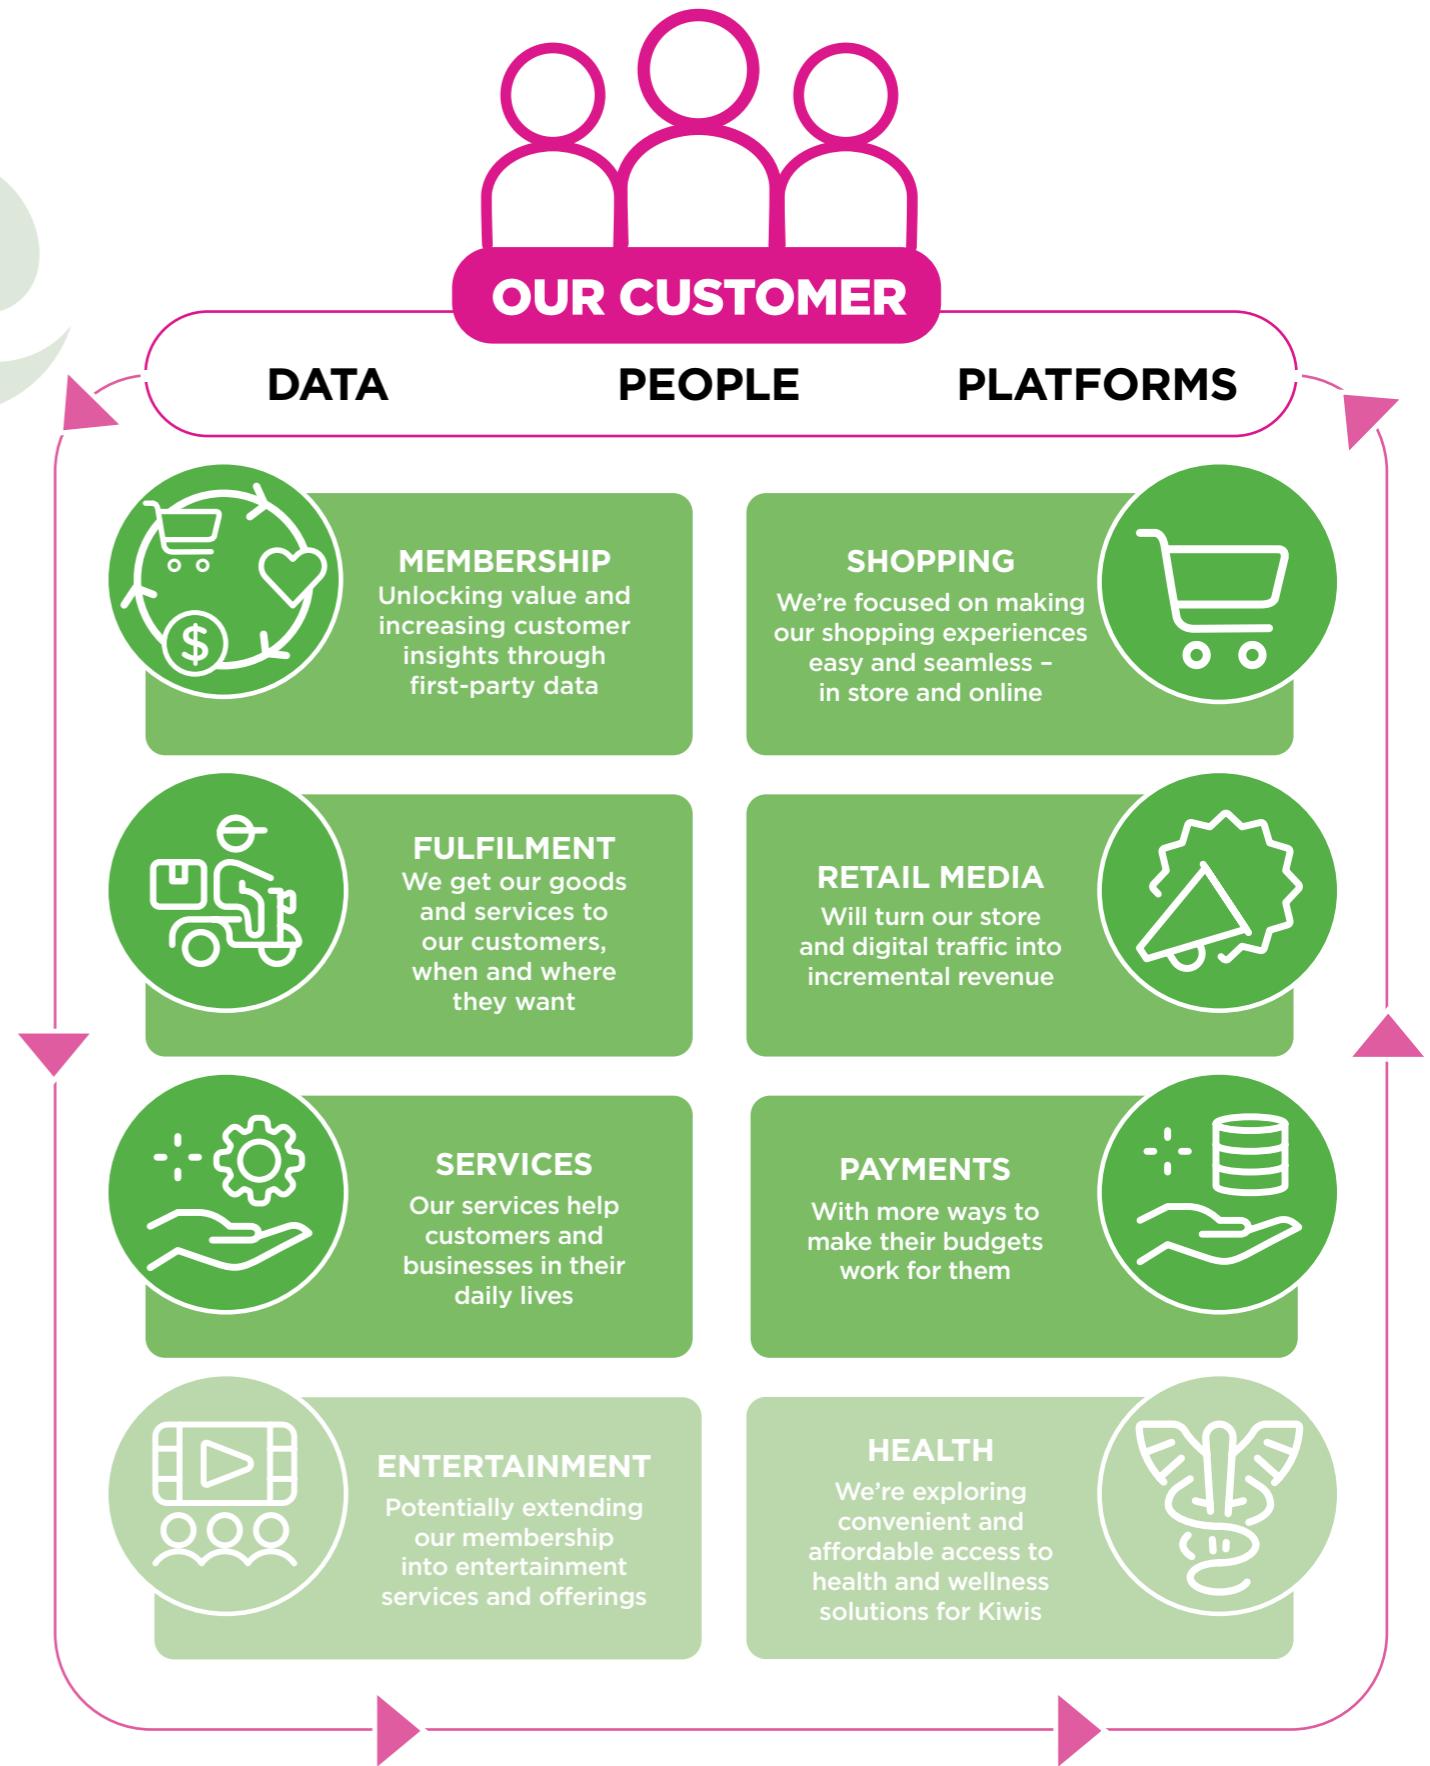 OUR CUSTOMER
DATA
PEOPLE
PLATFORMS
MEMBERSHIP
Unlocking value and
increasing customer
insights through
first-party data
SHOPPING
We’re focused on making
our shopping experiences
easy and seamless –
in store and online
FULFILMENT
We get our goods
and services to
our customers,
when and where
they want
RETAIL MEDIA
Will turn our store
and digital traffic into
incremental revenue
SERVICES
Our services help
customers and
businesses in their
daily lives
PAYMENTS
With more ways to
make their budgets
work for them
ENTERTAINMENT
Potentially extending
our membership
into entertainment
services and offerings
HEALTH
We’re exploring
convenient and
affordable access to
health and wellness
solutions for Kiwis
$